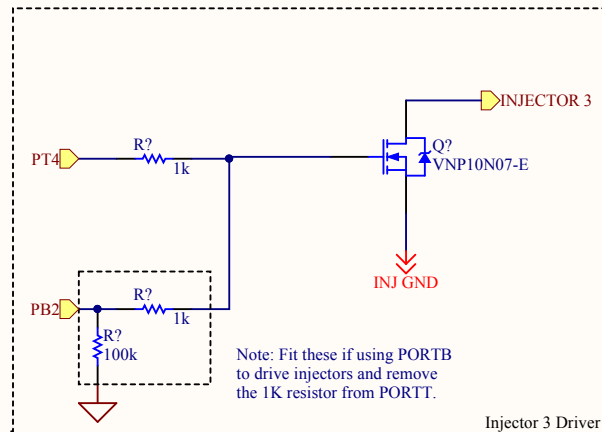 INJECTOR 3
Q?
VNP10N07-E
PT4
R?
1k
INJ GND
PB2
R?
1k
R?
100k
Note: Fit these if using PORTB
to drive injectors and remove
the 1K resistor from PORTT.
Injector 3 Driver